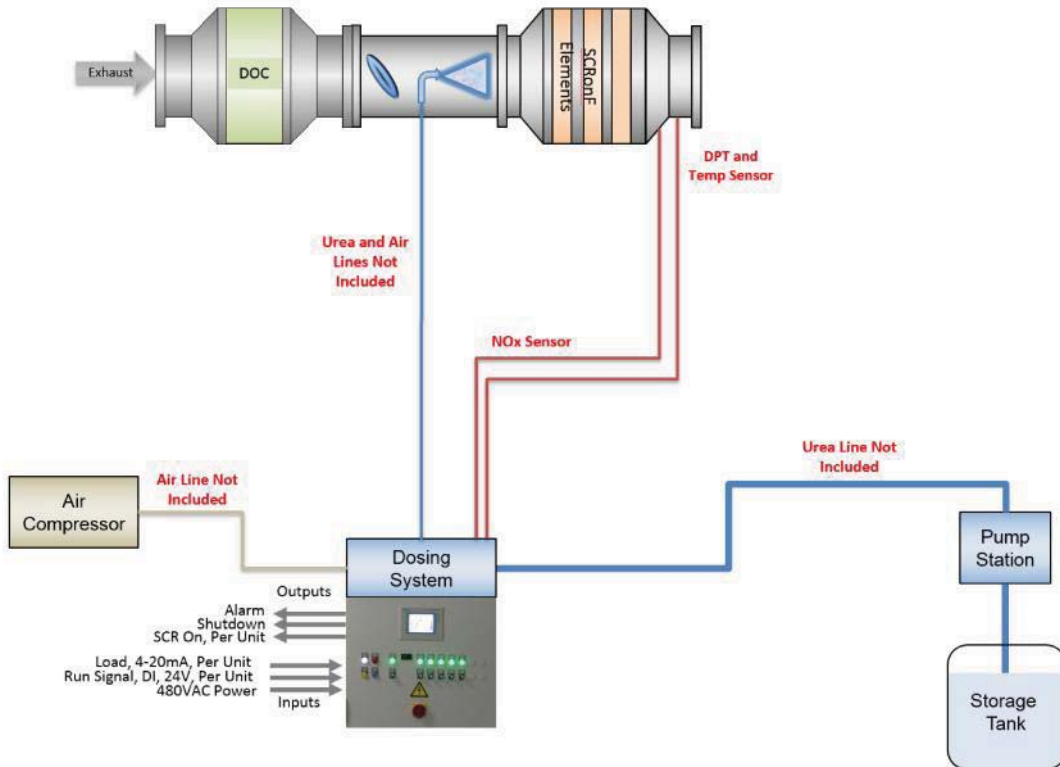 Exhaust
DOC
SCRonF
Elements
DPT and
Temp Sensor
Urea and Air
Lines Not
Included
NOx Sensor
Urea Line Not
Included
Air Line Not
Included
Air
Compressor
Dosing
System
Pump
Station
Outputs
Alarm
Shutdown
SCR On, Per Unit
Load, 4-20mA, Per Unit
Run Signal, DI, 24V, Per Unit
480VAC Power
Inputs
Storage
Tank